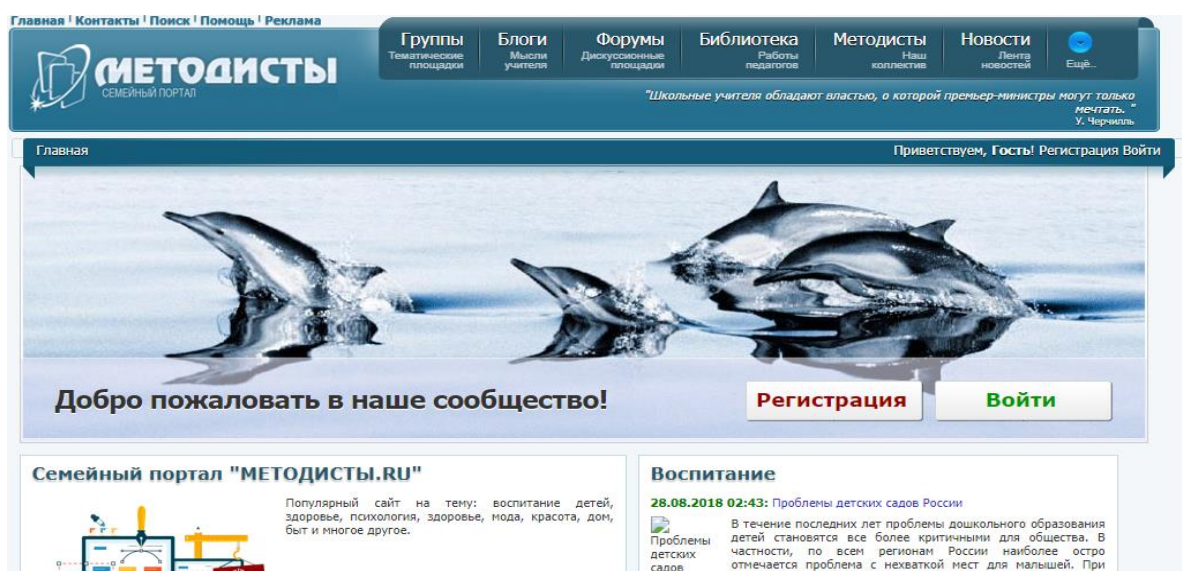 Главная | Контакты | Поиск | Помощь | Реклама
МЕТОДИСТЫ
СЕМЕЙНЫЙ ПОРТАЛ
Группы
Тематические
площадки
Блоги
Мысли
учителя
Форумы
Дискуссионные
площадки
Библиотека
Работы
педагогов
Методисты
Наш
коллектив
Новости
Лента
новостей
Ещё..
"Школьные учителя обладают властью, о которой премьер-министры могут только
мечтать. "
У. Черчилль
Главная
Приветствуем, Гость! Регистрация Войти
Добро пожаловать в наше сообщество!
Регистрация
Войти
Семейный портал "МЕТОДИСТЫ.RU"
Популярный сайт на тему: воспитание детей,
здоровье, психология, здоровье, мода, красота, дом,
быт и многое другое.
Воспитание
28.08.2018 02:43: Проблемы детских садов России
Проблемы
детских
садов
В течение последних лет проблемы дошкольного образования
детей становятся все более критичными для общества. В
частности, по всем регионам России наиболее остро
отмечается проблема с нехваткой мест для малышей. При